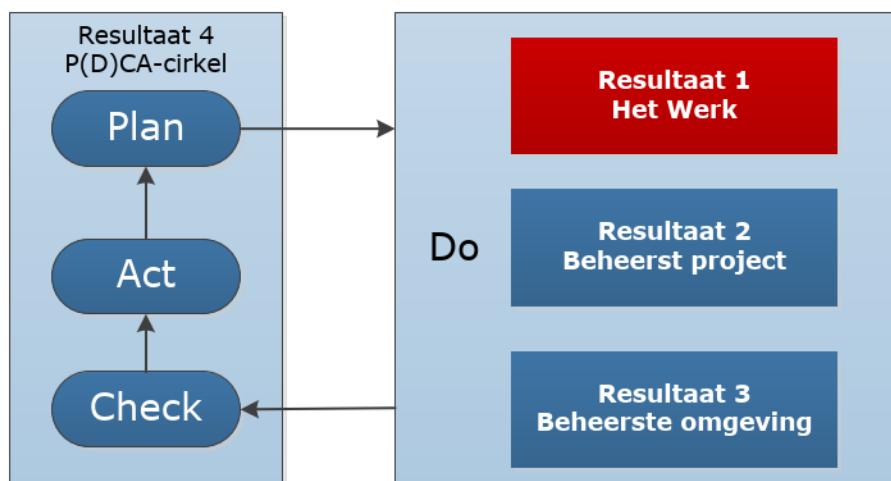 Resultaat 4
P(D)CA-cirkel
Plan
Act
Check
Do
Resultaat 1
Het Werk
Resultaat 2
Beheerst project
Resultaat 3
Beheerste omgeving